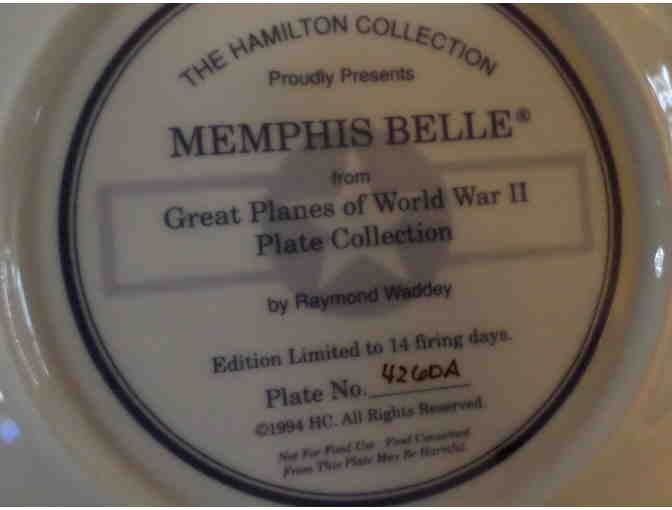 THE HAMILTON COLLECTION
Proudly Presents
MEMPHIS BELLE®
from
Great Planes of World War II
Plate Collection
by Raymond Waddey
Edition Limited to 14 firing days.
Plate No. 4260A
©1994 HC. All Rights Reserved.
Not For Food Use Food Consumed
From This Plate May Be Harmful.